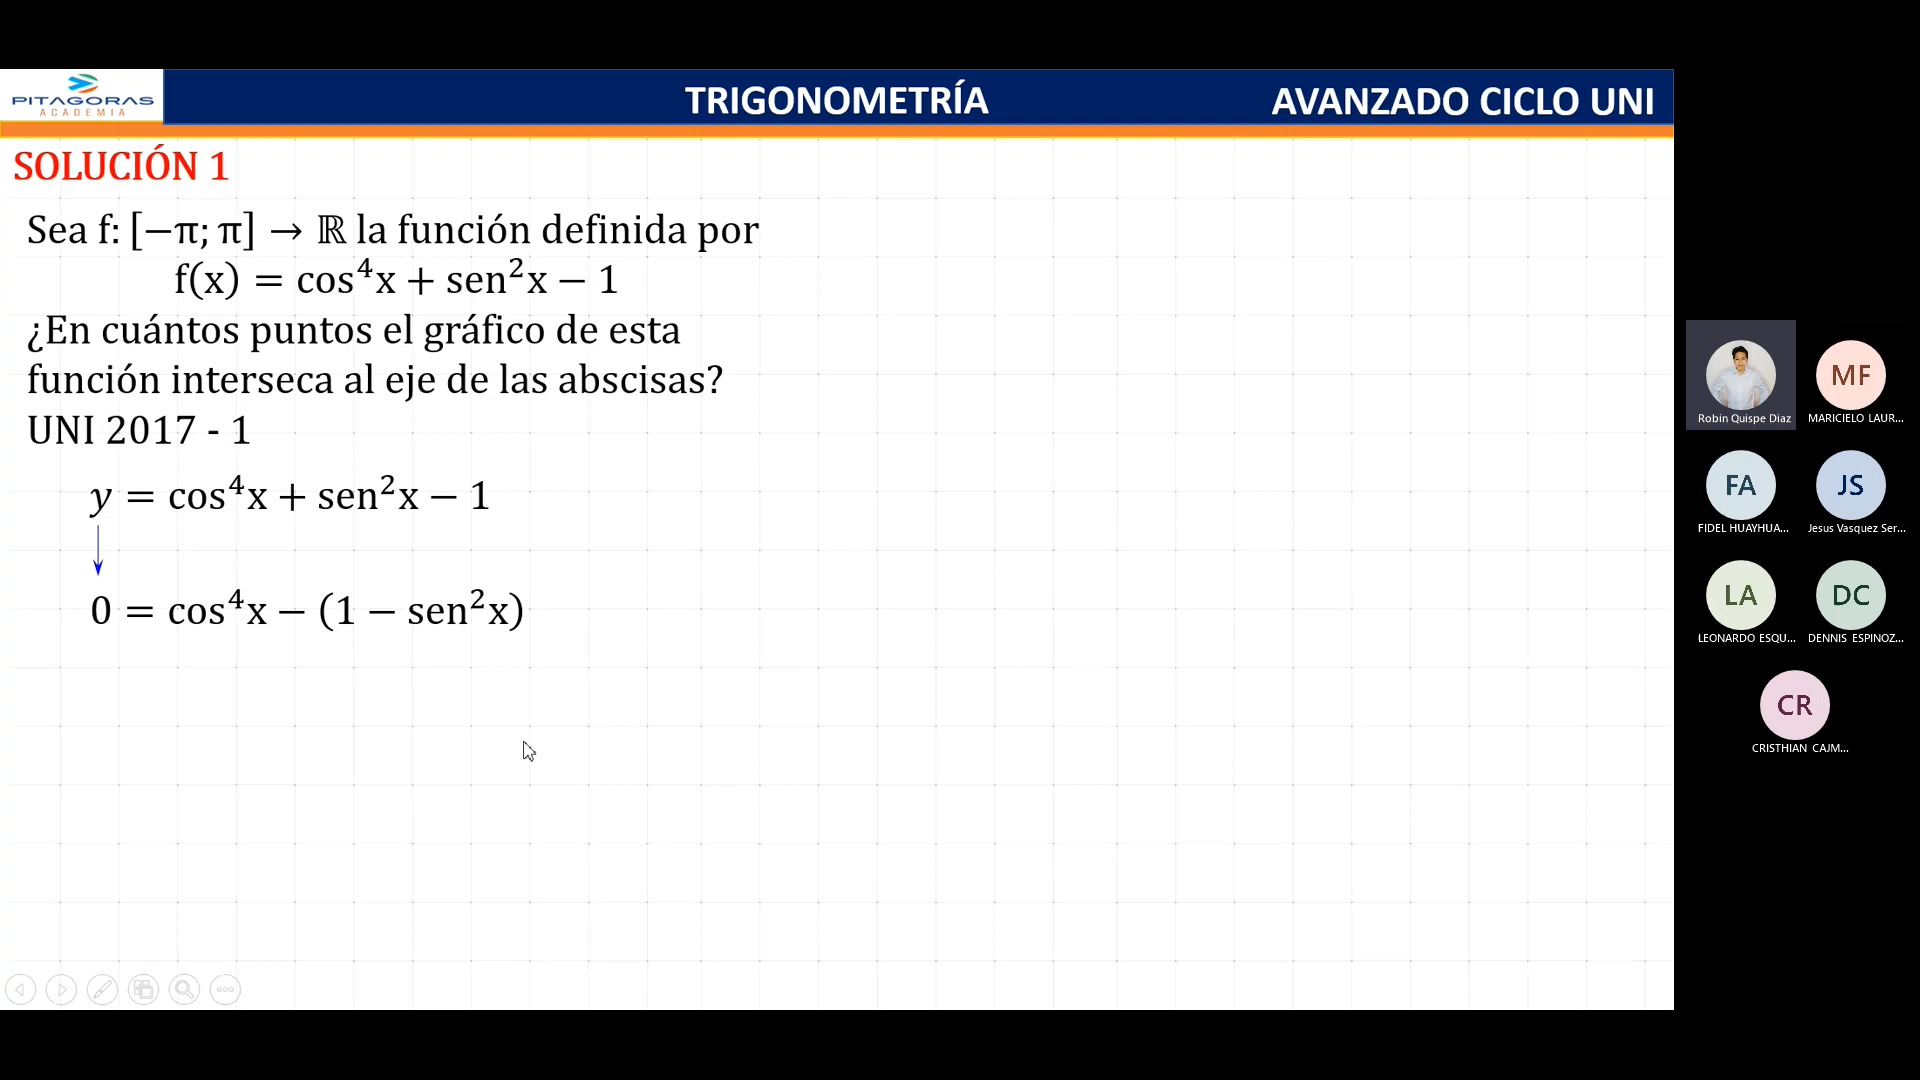 PITAGORAS
ACADEMIA
TRIGONOMETRÍA
AVANZADO CICLO UNI
SOLUCIÓN 1
Sea f: [−π; π] → ℝ la función definida por
f(x) = cos⁴x + sen²x − 1
¿En cuántos puntos el gráfico de esta
función interseca al eje de las abscisas?
UNI 2017 - 1
y = cos⁴x + sen²x − 1
0 = cos⁴x − (1 − sen²x)
Robin Quispe Diaz
MF
MARICIELO LAUR...
FA
FIDEL HUAYHUA...
JS
Jesus Vasquez Ser...
LA
LEONARDO ESQU...
DC
DENNIS ESPINOZ...
CR
CRISTHIAN CAJM...